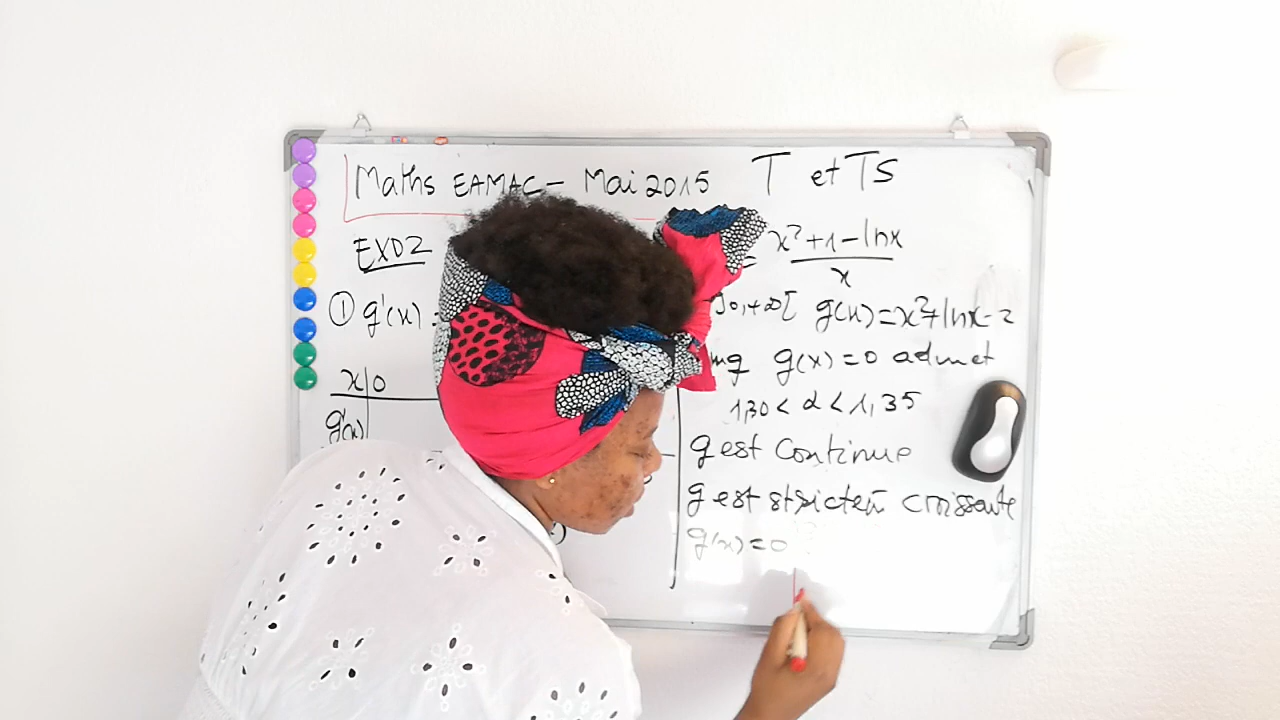 Maths EAMAC - Mai 2015 T et TS
EXO2 = x²+1-lnx / x
① g'(x) = ]0,+∞[ g(x)=x²+lnx-2
mq g(x)=0 admet
x 0
1,30 < α < 1,35
g'(x)
g est continue
g est strictem̄ croissante
g(x)=0